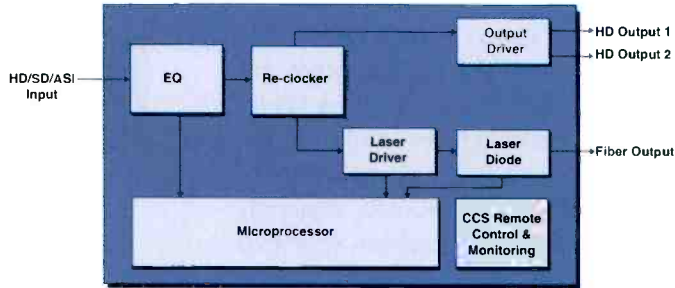 Output
Driver
HD Output 1
HD Output 2
HD/SD/ASI
Input
EQ
Re-clocker
Laser
Driver
Laser
Diode
Fiber Output
Microprocessor
CCS Remote
Control &
Monitoring